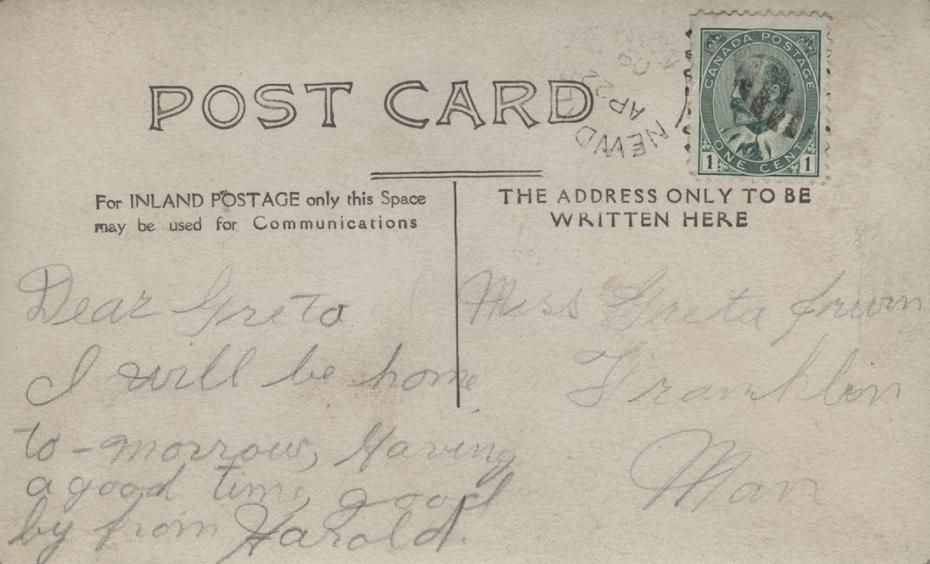 POST CARD
CANADA POSTAGE
ONE CENT
1 1
NEWD
AP 22
For INLAND POSTAGE only this Space
may be used for Communications
THE ADDRESS ONLY TO BE
WRITTEN HERE
Dear Greta
I will be home
to-morrow, Having
a good time, good
by from Harold.
Miss Greta Irwin
Franklin
Man